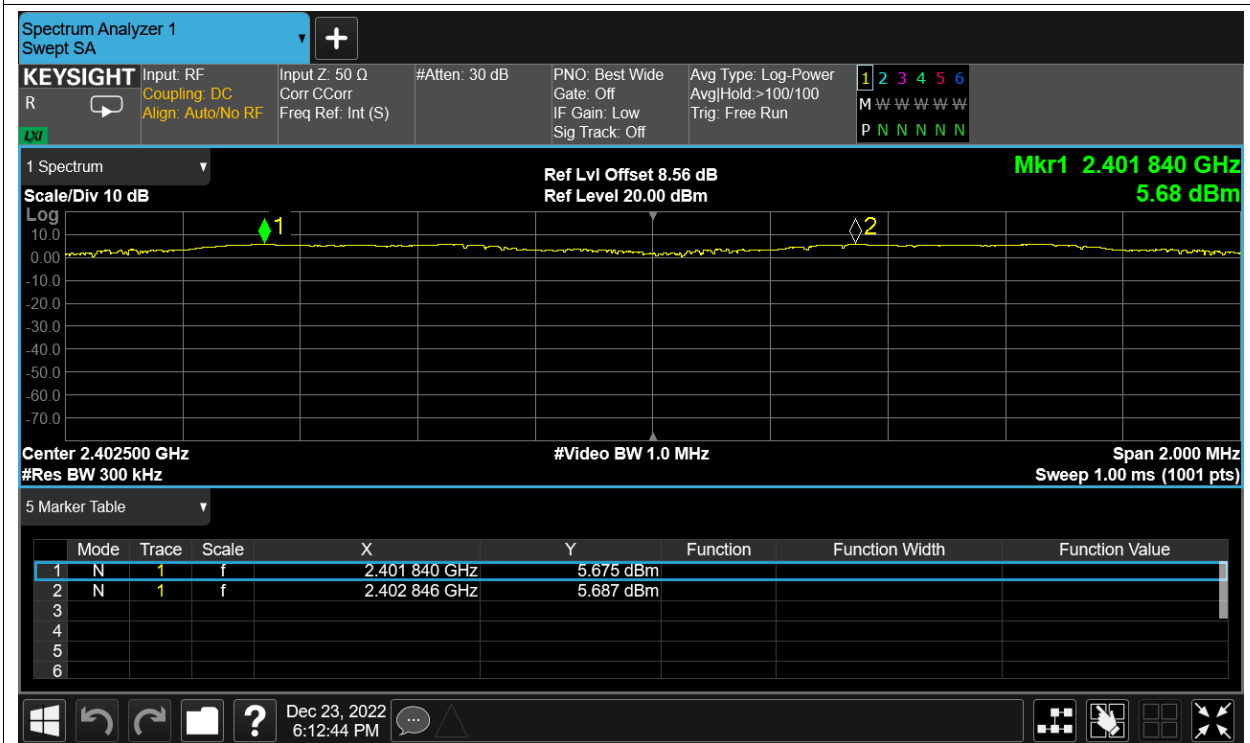 Spectrum Analyzer 1
Swept SA
+
KEYSIGHT Input: RF Input Z: 50 Ω #Atten: 30 dB PNO: Best Wide Avg Type: Log-Power 1 2 3 4 5 6
R Coupling: DC Corr CCorr Gate: Off Avg|Hold:>100/100 M W W W W W
Align: Auto/No RF Freq Ref: Int (S) IF Gain: Low Trig: Free Run
LXI Sig Track: Off P N N N N N
1 Spectrum
Ref Lvl Offset 8.56 dB Mkr1 2.401 840 GHz
Scale/Div 10 dB Ref Level 20.00 dBm 5.68 dBm
Log
1 2
10.0
0.00
-10.0
-20.0
-30.0
-40.0
-50.0
-60.0
-70.0
Center 2.402500 GHz #Video BW 1.0 MHz Span 2.000 MHz
#Res BW 300 kHz Sweep 1.00 ms (1001 pts)
5 Marker Table
Mode Trace Scale X Y Function Function Width Function Value
1 N 1 f 2.401 840 GHz 5.675 dBm
2 N 1 f 2.402 846 GHz 5.687 dBm
3
4
5
6
? Dec 23, 2022
6:12:44 PM